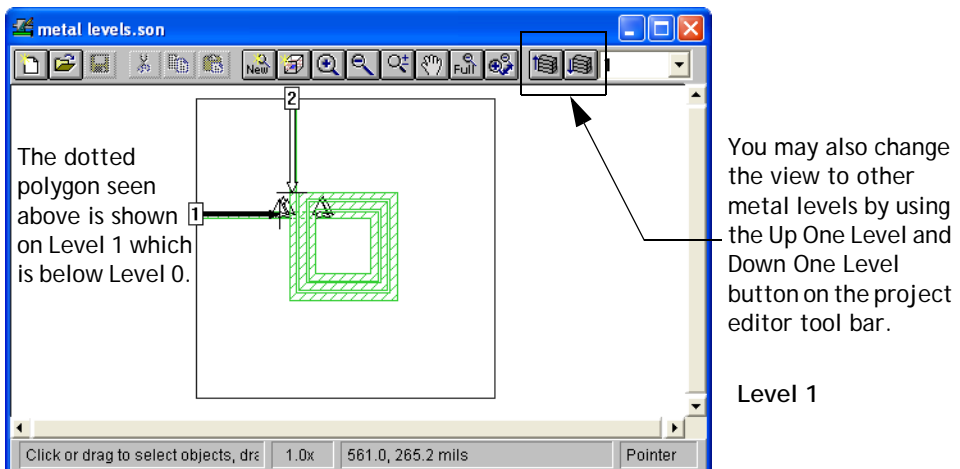 metal levels.son
New
Full
1
2
The dotted
polygon seen
above is shown
on Level 1 which
is below Level 0.
1
You may also change
the view to other
metal levels by using
the Up One Level and
Down One Level
button on the project
editor tool bar.
Level 1
Click or drag to select objects, dra
1.0x
561.0, 265.2 mils
Pointer